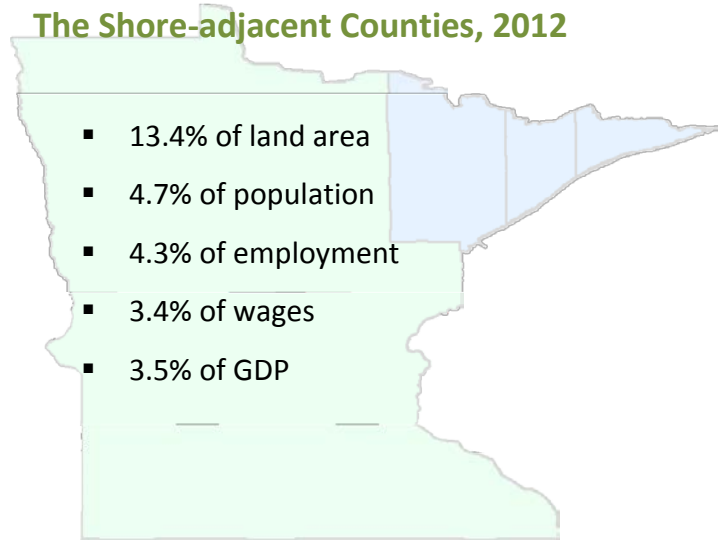 The Shore-adjacent Counties, 2012
▪ 13.4% of land area
▪ 4.7% of population
▪ 4.3% of employment
▪ 3.4% of wages
▪ 3.5% of GDP